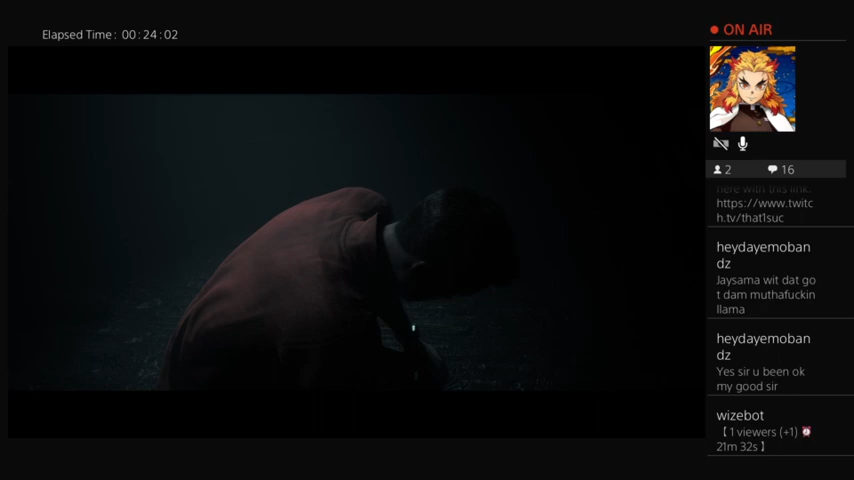 Elapsed Time: 00:24:02
ON AIR
2
16
here with this link.
https://www.twitc
h.tv/that1suc
heydayemoban
dz
Jaysama wit dat go
t dam muthafuckin
llama
heydayemoban
dz
Yes sir u been ok
my good sir
wizebot
【 1 viewers (+1) ⏰
21m 32s 】